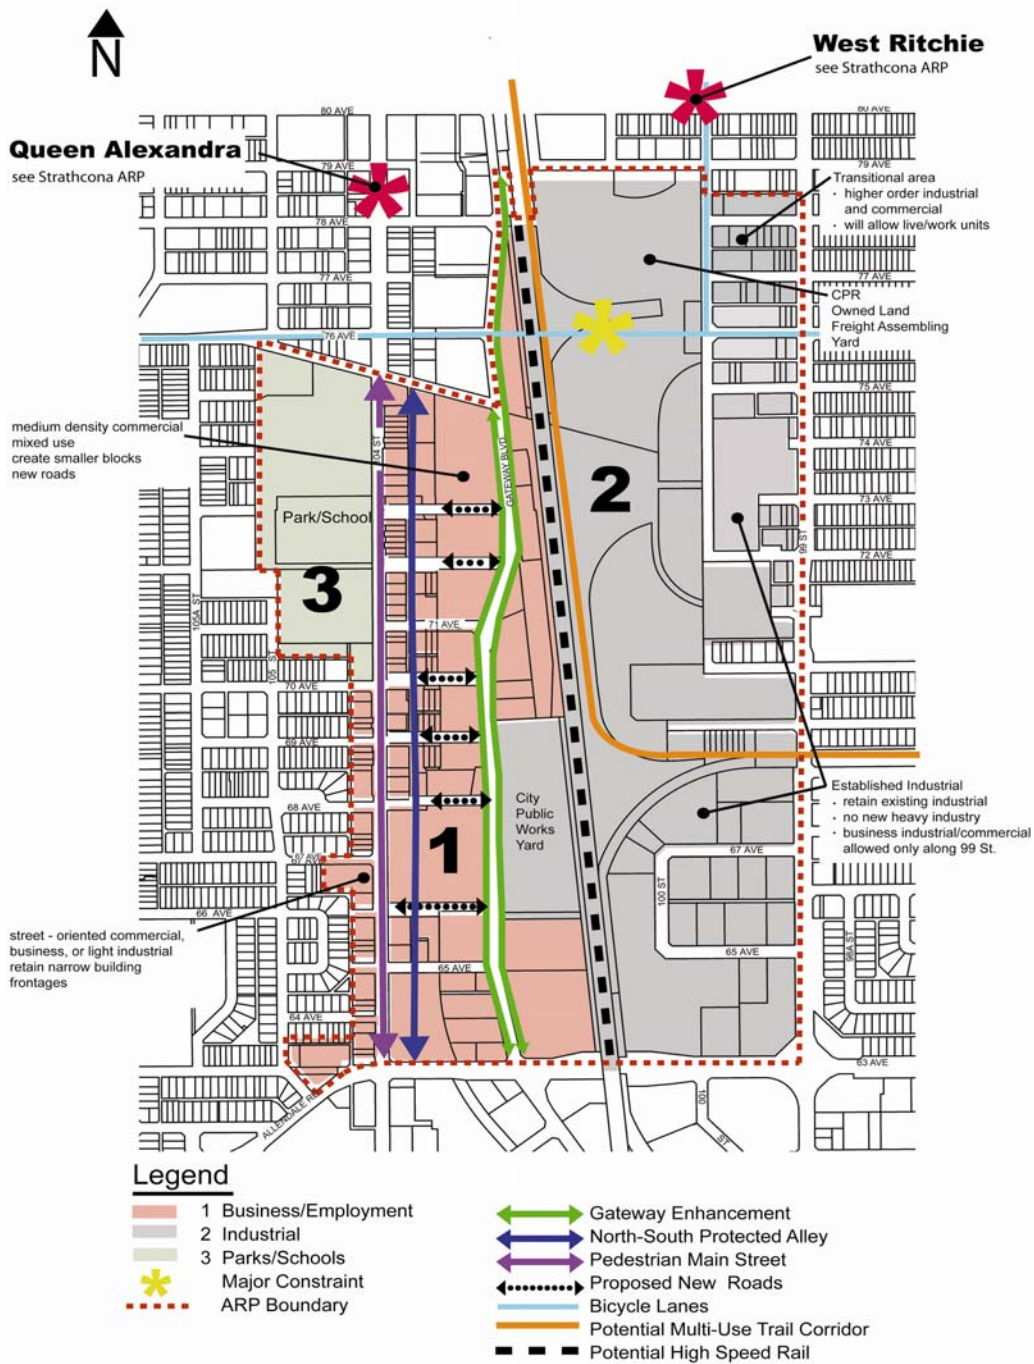 N
West Ritchie
see Strathcona ARP
80 AVE
80 AVE
Queen Alexandra
see Strathcona ARP
79 AVE
79 AVE
Transitional area
· higher order industrial
and commercial
· will allow live/work units
78 AVE
77 AVE
77 AVE
CPR
Owned Land
Freight Assembling
Yard
76 AVE
75 AVE
medium density commercial
mixed use
create smaller blocks
new roads
04 ST
GATEWAY BLVD.
74 AVE
2
73 AVE
Park/School
99 ST
72 AVE
3
105A ST
71 AVE
105 ST
70 AVE
69 AVE
68 AVE
City
Public
Works
Yard
Established Industrial
· retain existing industrial
· no new heavy industry
· business industrial/commercial
allowed only along 99 St.
1
67 AVE
67 AVE
100 ST
66 AVE
street - oriented commercial,
business, or light industrial
retain narrow building
frontages
65 AVE
65 AVE
98A ST
64 AVE
63 AVE
ALLENDALE R
100
ST
Legend
1 Business/Employment
2 Industrial
3 Parks/Schools
Major Constraint
ARP Boundary
Gateway Enhancement
North-South Protected Alley
Pedestrian Main Street
Proposed New Roads
Bicycle Lanes
Potential Multi-Use Trail Corridor
Potential High Speed Rail